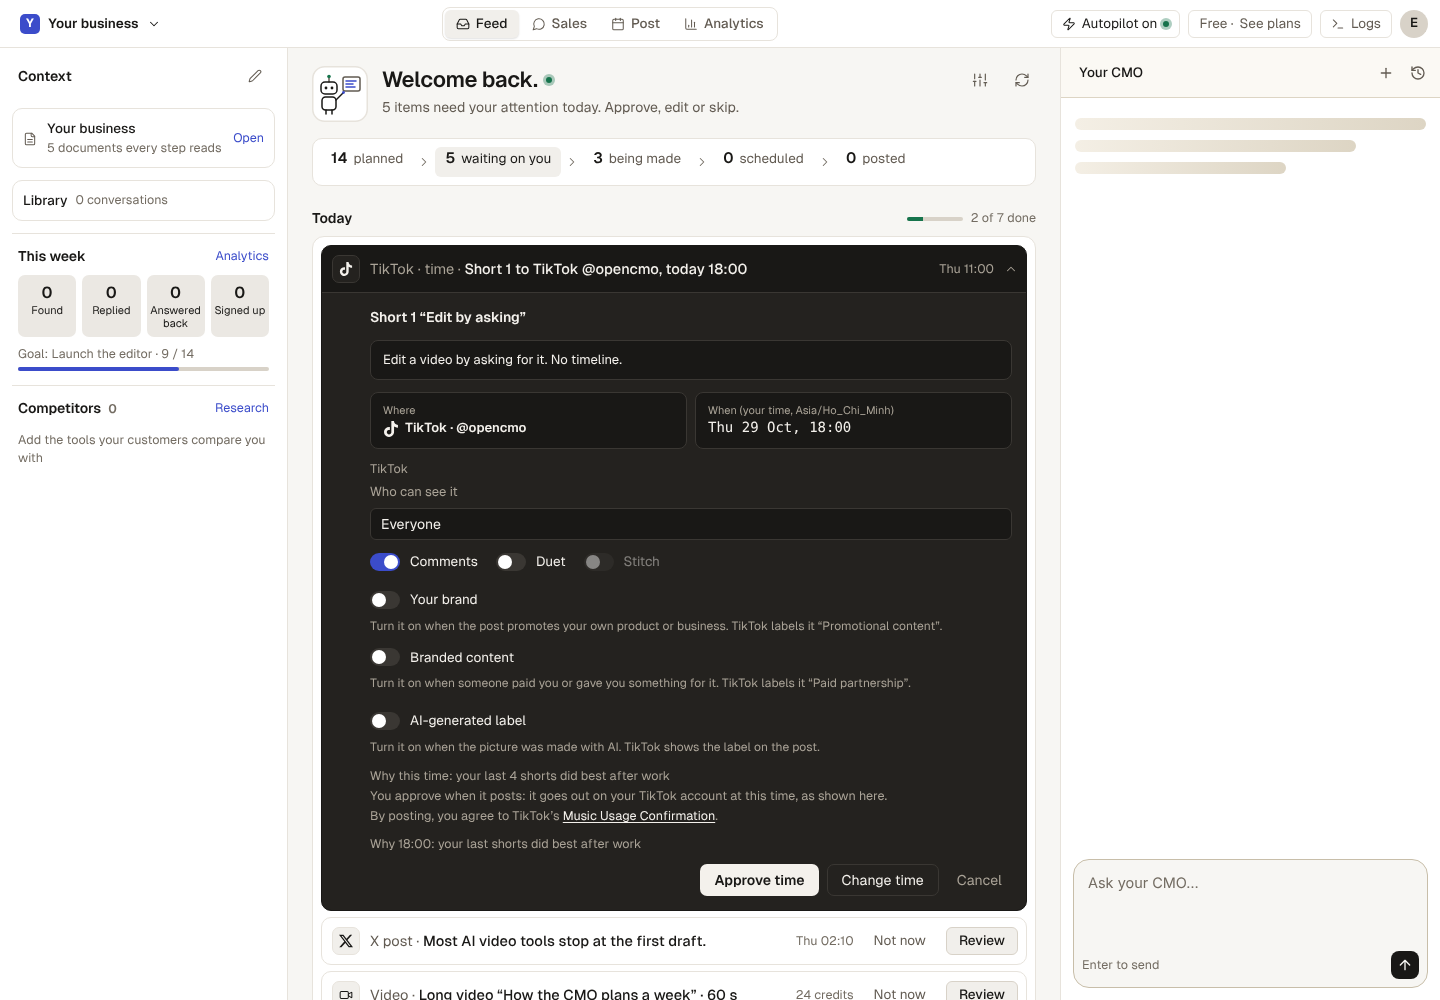 Y Your business
Feed Sales Post Analytics
Autopilot on Free · See plans Logs E
Context
Your business
5 documents every step reads
Open
Library 0 conversations
This week Analytics
0 Found
0 Replied
0 Answered back
0 Signed up
Goal: Launch the editor · 9 / 14
Competitors 0 Research
Add the tools your customers compare you
with
Welcome back.
5 items need your attention today. Approve, edit or skip.
14 planned 5 waiting on you 3 being made 0 scheduled 0 posted
Today 2 of 7 done
TikTok · time · Short 1 to TikTok @opencmo, today 18:00 Thu 11:00
Short 1 “Edit by asking”
Edit a video by asking for it. No timeline.
Where
TikTok · @opencmo
When (your time, Asia/Ho_Chi_Minh)
Thu 29 Oct, 18:00
TikTok
Who can see it
Everyone
Comments Duet Stitch
Your brand
Turn it on when the post promotes your own product or business. TikTok labels it “Promotional content”.
Branded content
Turn it on when someone paid you or gave you something for it. TikTok labels it “Paid partnership”.
AI-generated label
Turn it on when the picture was made with AI. TikTok shows the label on the post.
Why this time: your last 4 shorts did best after work
You approve when it posts: it goes out on your TikTok account at this time, as shown here.
By posting, you agree to TikTok’s Music Usage Confirmation.
Why 18:00: your last shorts did best after work
Approve time Change time Cancel
X post · Most AI video tools stop at the first draft. Thu 02:10 Not now Review
Video · Long video “How the CMO plans a week” · 60 s 24 credits Not now Review
Your CMO
Ask your CMO...
Enter to send